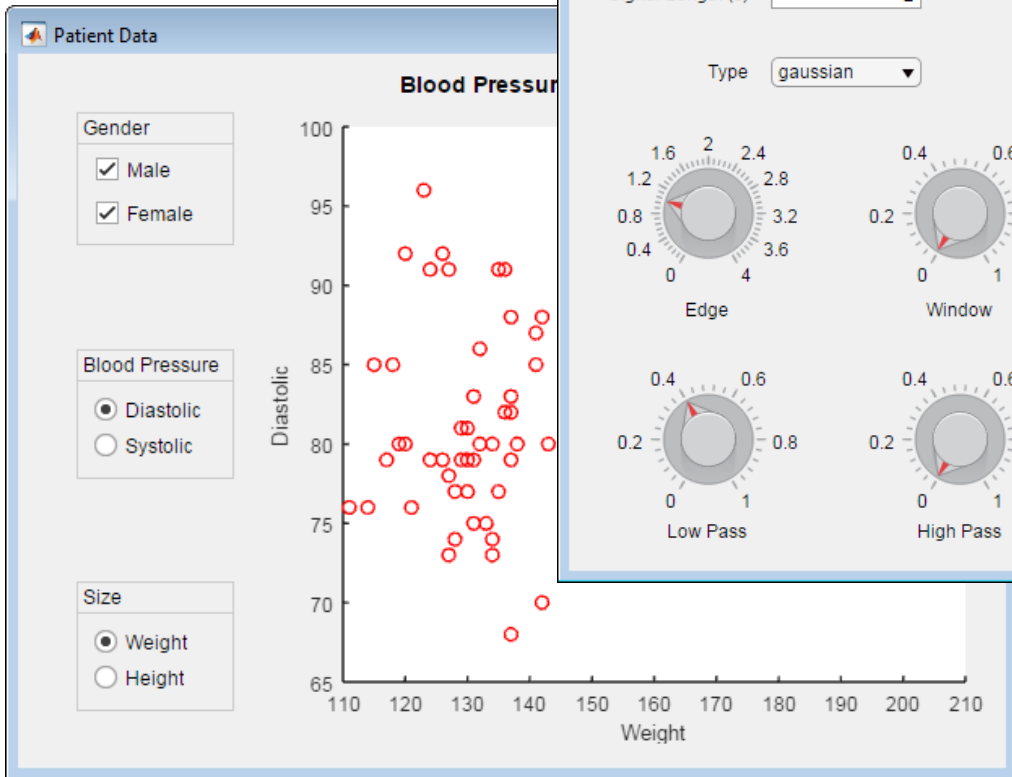 Patient Data
Blood Pressur
Gender
Male
Female
Blood Pressure
Diastolic
Systolic
Size
Weight
Height
100
95
90
85
80
75
70
65
Diastolic
110 120 130 140 150 160 170 180 190 200 210
Weight
Type gaussian
0 0.4 0.8 1.2 1.6 2 2.4 2.8 3.2 3.6 4
Edge
0 0.2 0.4 0.6 1
Window
0 0.2 0.4 0.6 0.8 1
Low Pass
0 0.2 0.4 0.6 1
High Pass